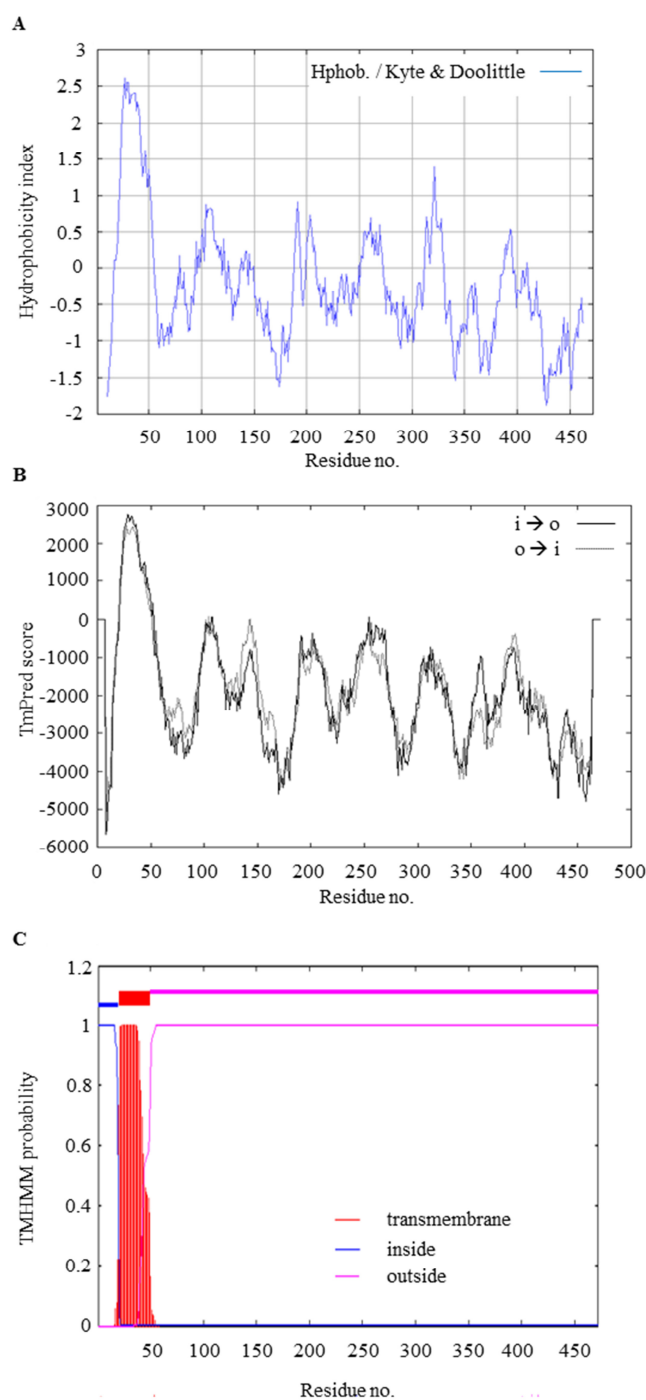 A
Hphob. / Kyte & Doolittle
3
2.5
2
1.5
1
0.5
0
-0.5
-1
-1.5
-2
Hydrophobicity index
50 100 150 200 250 300 350 400 450
Residue no.
B
i → o
o → i
3000
2000
1000
0
-1000
-2000
-3000
-4000
-5000
-6000
TmPred score
0 50 100 150 200 250 300 350 400 450 500
Residue no.
C
1.2
1
0.8
0.6
0.4
0.2
0
TMHMM probability
transmembrane
inside
outside
50 100 150 200 250 300 350 400 450
Residue no.